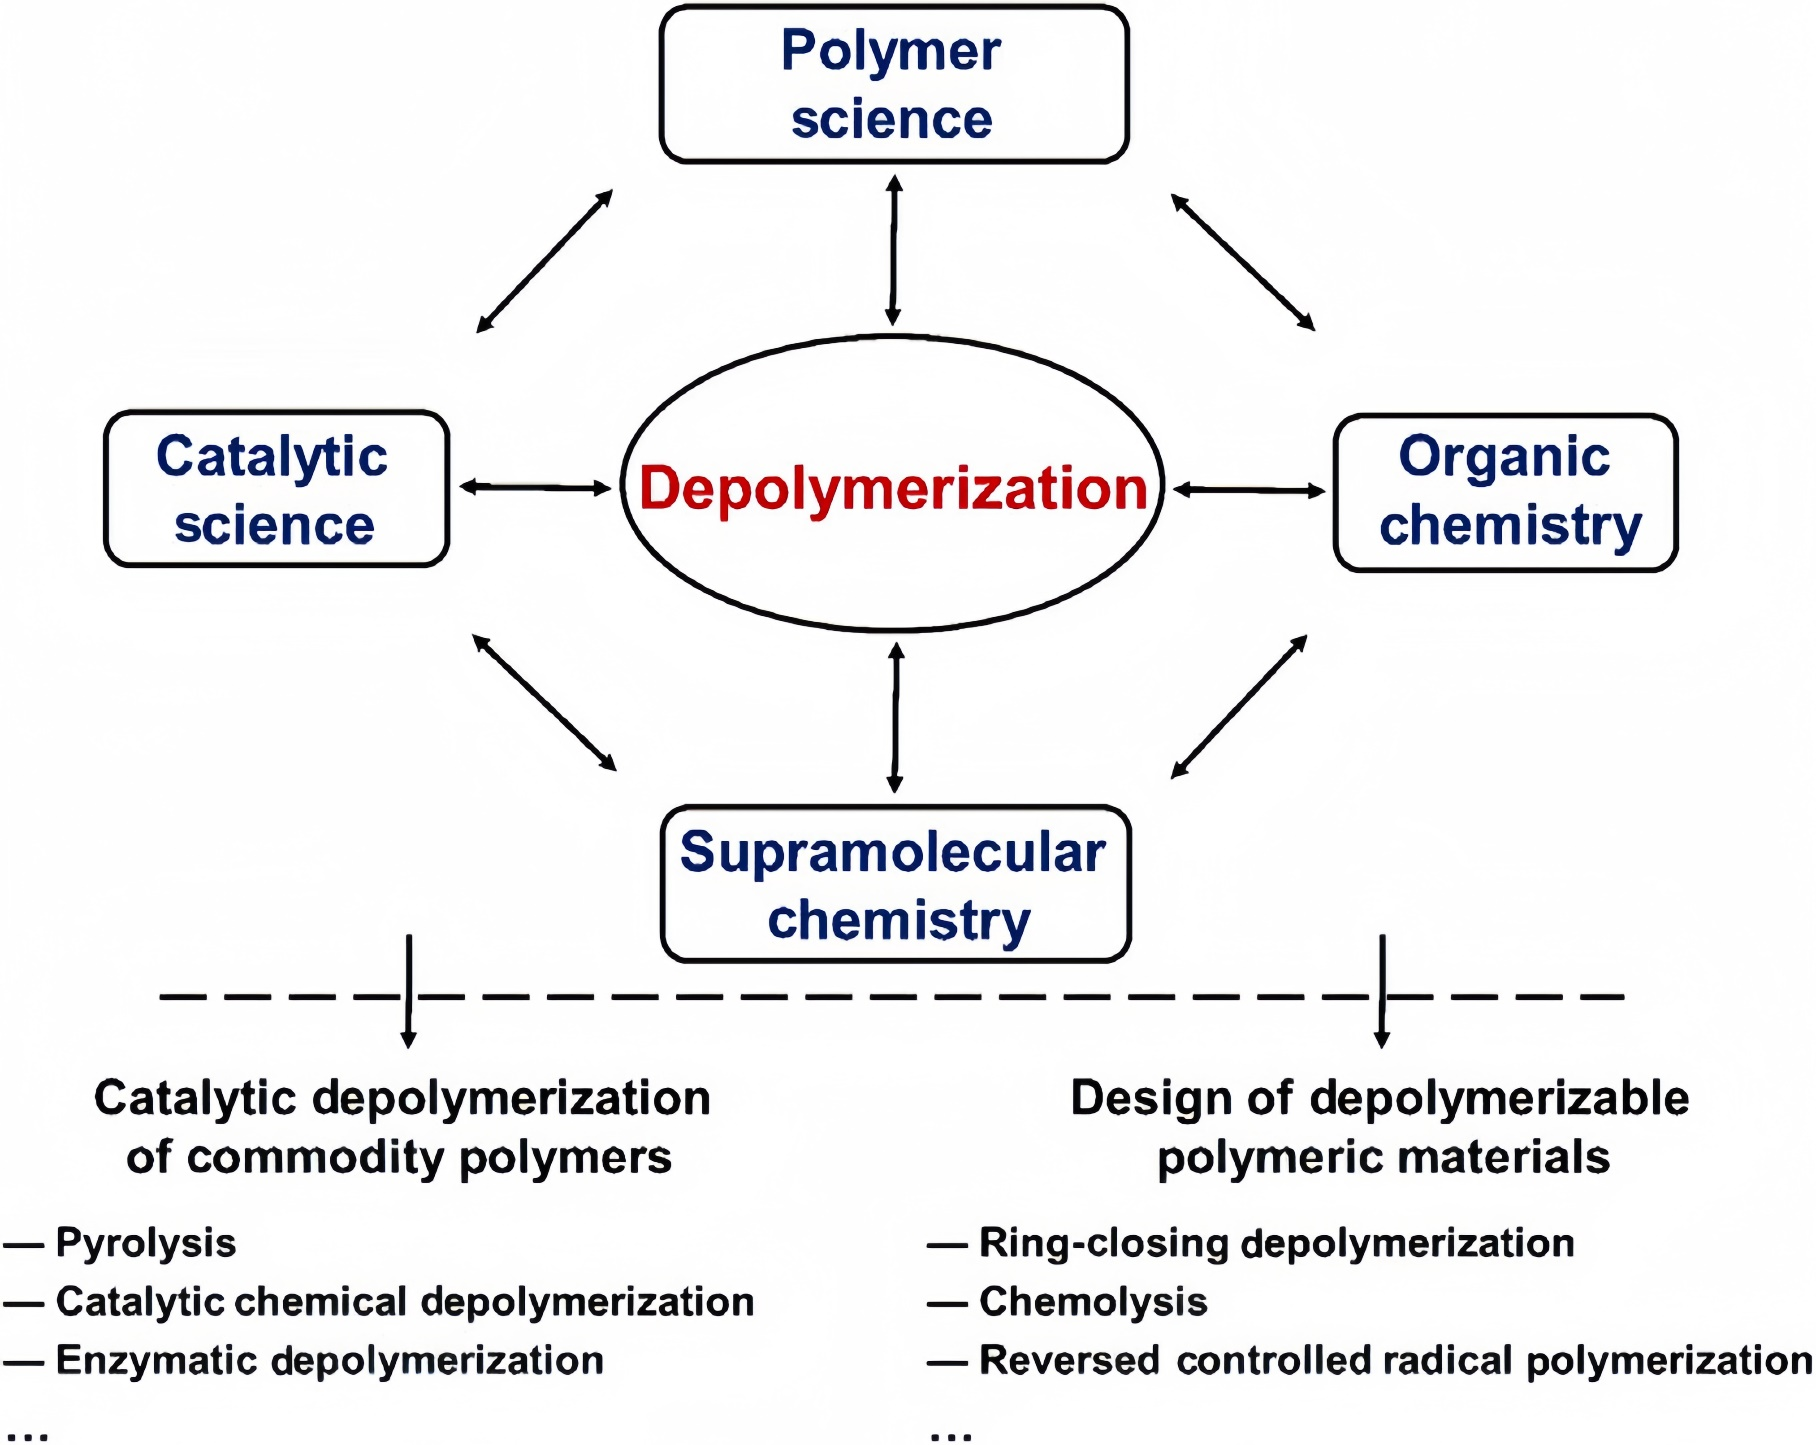 Polymer
science
Catalytic
science
Depolymerization
Organic
chemistry
Supramolecular
chemistry
Catalytic depolymerization
of commodity polymers
— Pyrolysis
— Catalytic chemical depolymerization
— Enzymatic depolymerization
...
Design of depolymerizable
polymeric materials
— Ring-closing depolymerization
— Chemolysis
— Reversed controlled radical polymerization
...